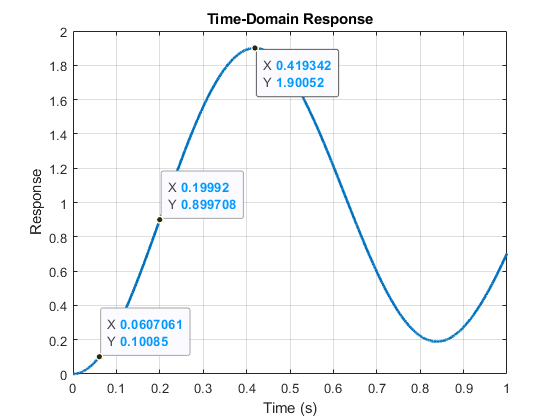 Time-Domain Response
2
1.8
1.6
1.4
1.2
1
0.8
0.6
0.4
0.2
0
Response
X 0.419342
Y 1.90052
X 0.19992
Y 0.899708
X 0.0607061
Y 0.10085
0 0.1 0.2 0.3 0.4 0.5 0.6 0.7 0.8 0.9 1
Time (s)